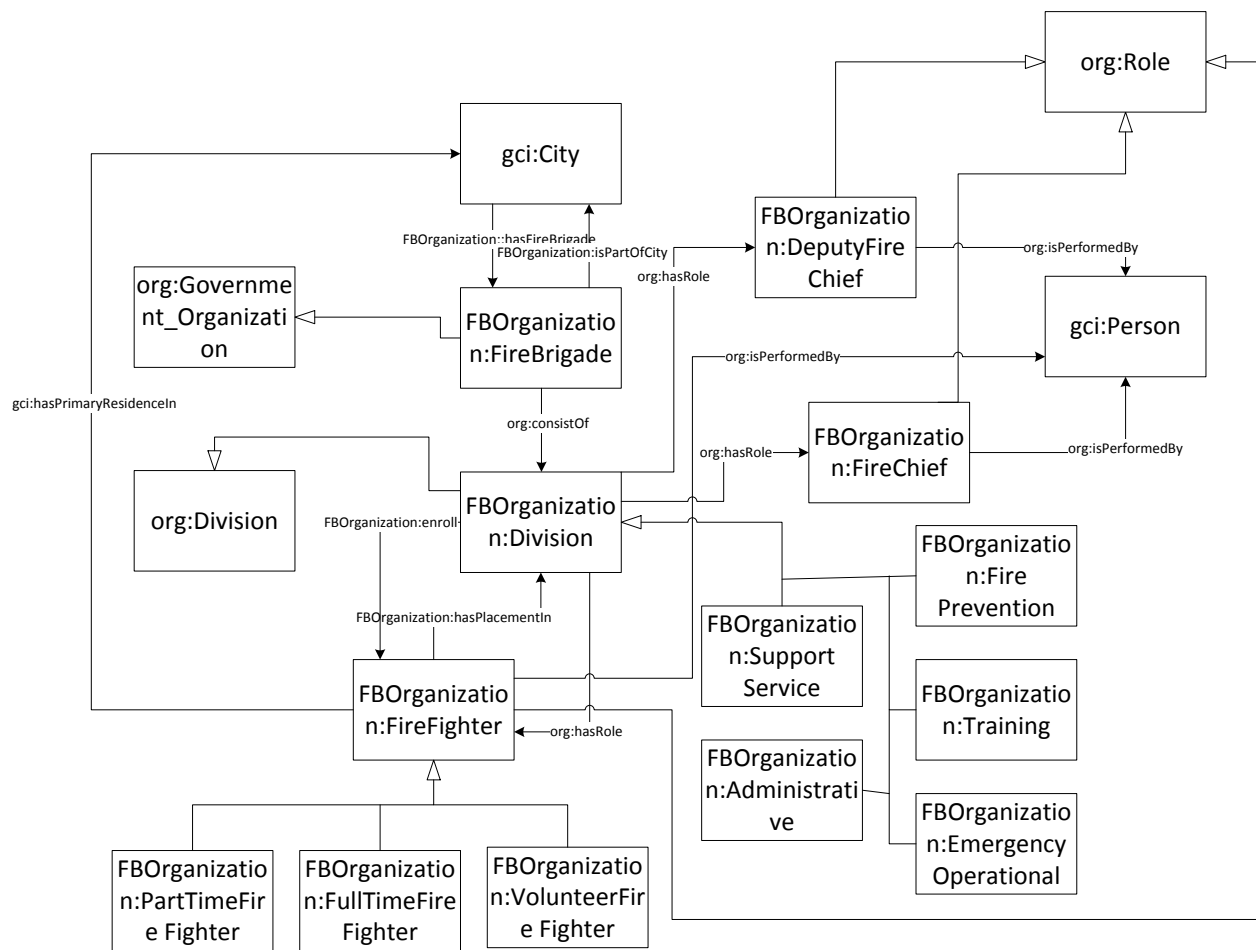 org:Role
gci:City
FBOrganizatio
n:DeputyFire
Chief
FBOrganization::hasFireBrigade
FBOrganization:isPartOfCity
org:hasRole
org:isPerformedBy
org:Governme
nt_Organizati
on
FBOrganizatio
n:FireBrigade
gci:Person
org:isPerformedBy
gci:hasPrimaryResidenceIn
org:consistOf
FBOrganizatio
n:FireChief
org:hasRole
org:isPerformedBy
org:Division
FBOrganizatio
n:Division
FBOrganization:enroll
FBOrganizatio
n:Fire
Prevention
FBOrganization:hasPlacementIn
FBOrganizatio
n:Support
Service
FBOrganizatio
n:FireFighter
org:hasRole
FBOrganizatio
n:Training
FBOrganizatio
n:Administrati
ve
FBOrganizatio
n:Emergency
Operational
FBOrganizatio
n:PartTimeFir
e Fighter
FBOrganizatio
n:FullTimeFire
Fighter
FBOrganizatio
n:VolunteerFir
e Fighter